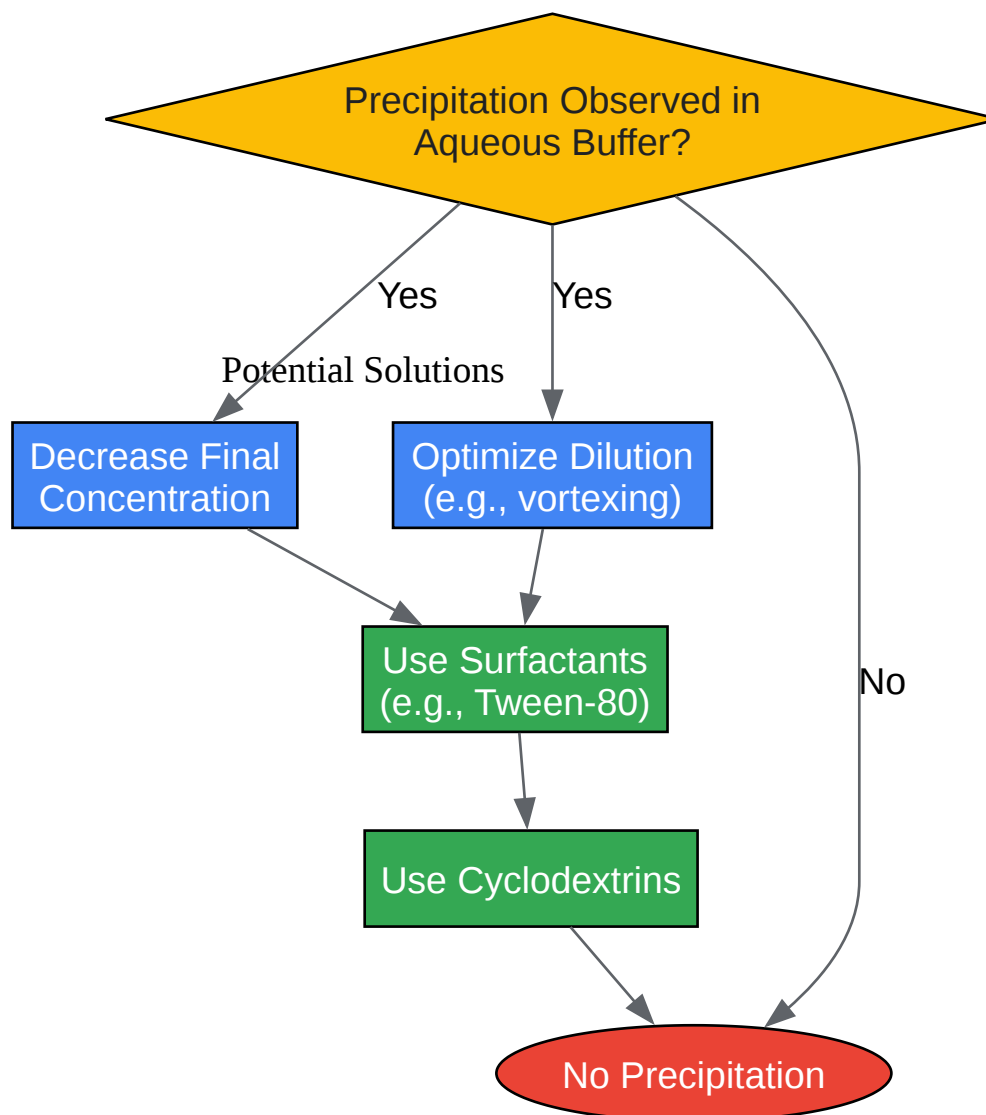 Precipitation Observed in
Aqueous Buffer?
Yes
Yes
Potential Solutions
Decrease Final
Concentration
Optimize Dilution
(e.g., vortexing)
Use Surfactants
(e.g., Tween-80)
No
Use Cyclodextrins
No Precipitation